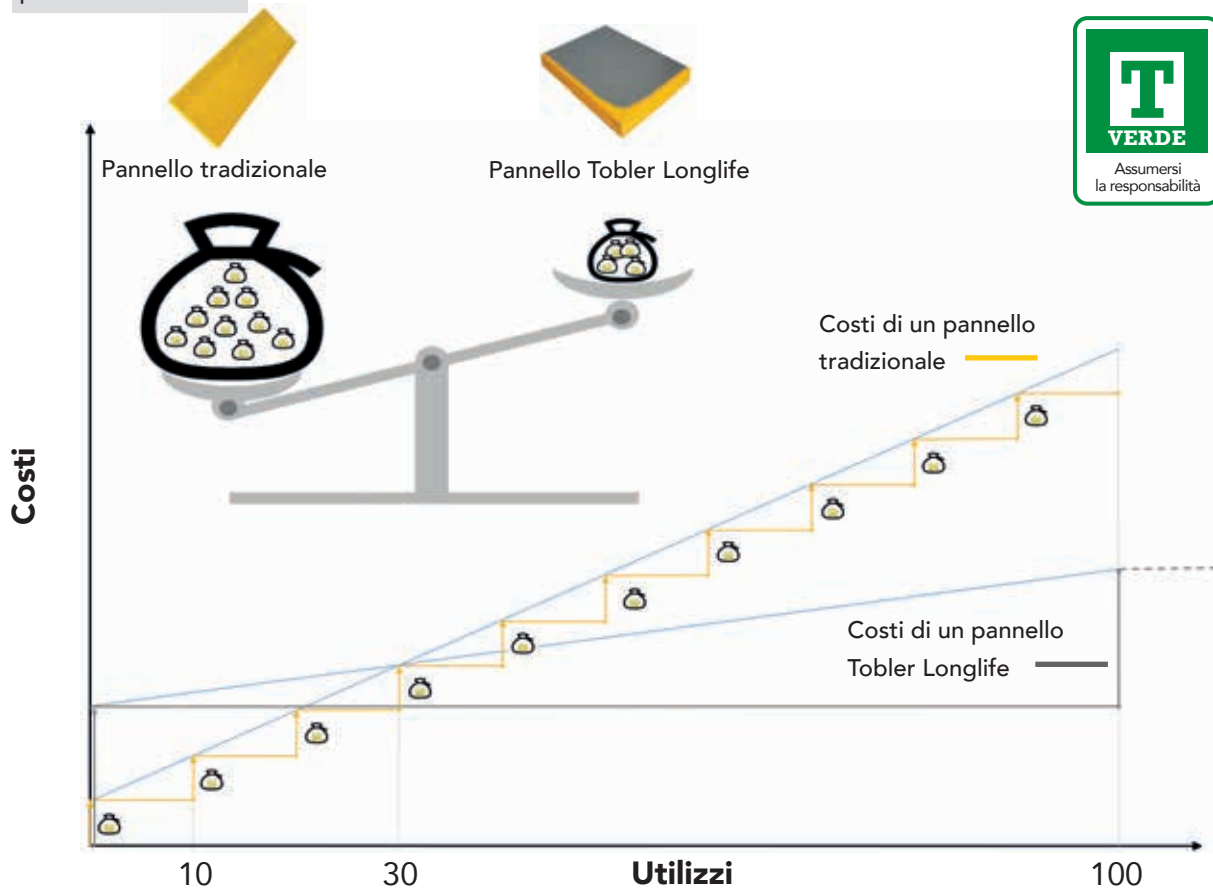 Pannello tradizionale
Pannello Tobler Longlife
T
VERDE
Assumersi
la responsabilità
Costi di un pannello
tradizionale
Costi
Costi di un pannello
Tobler Longlife
10
30
Utilizzi
100